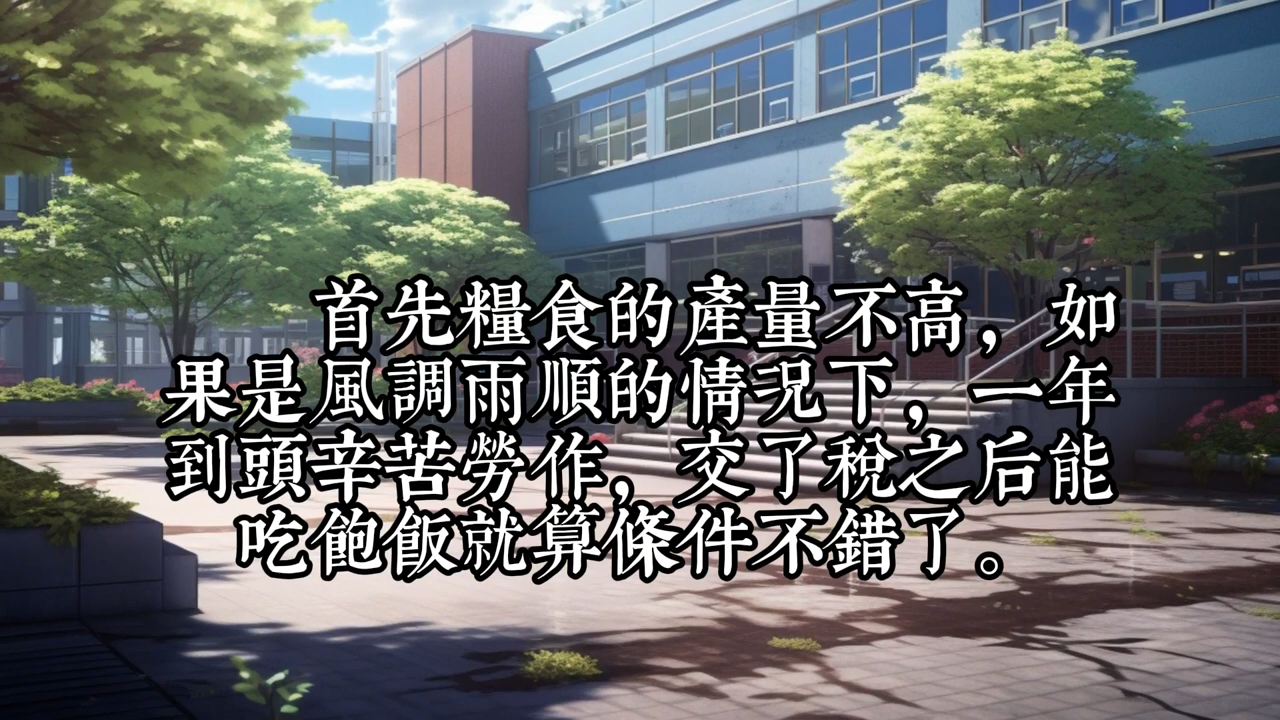 首先糧食的產量不高，如
果是風調雨順的情況下，一年
到頭辛苦勞作，交了稅之后能
吃飽飯就算條件不錯了。